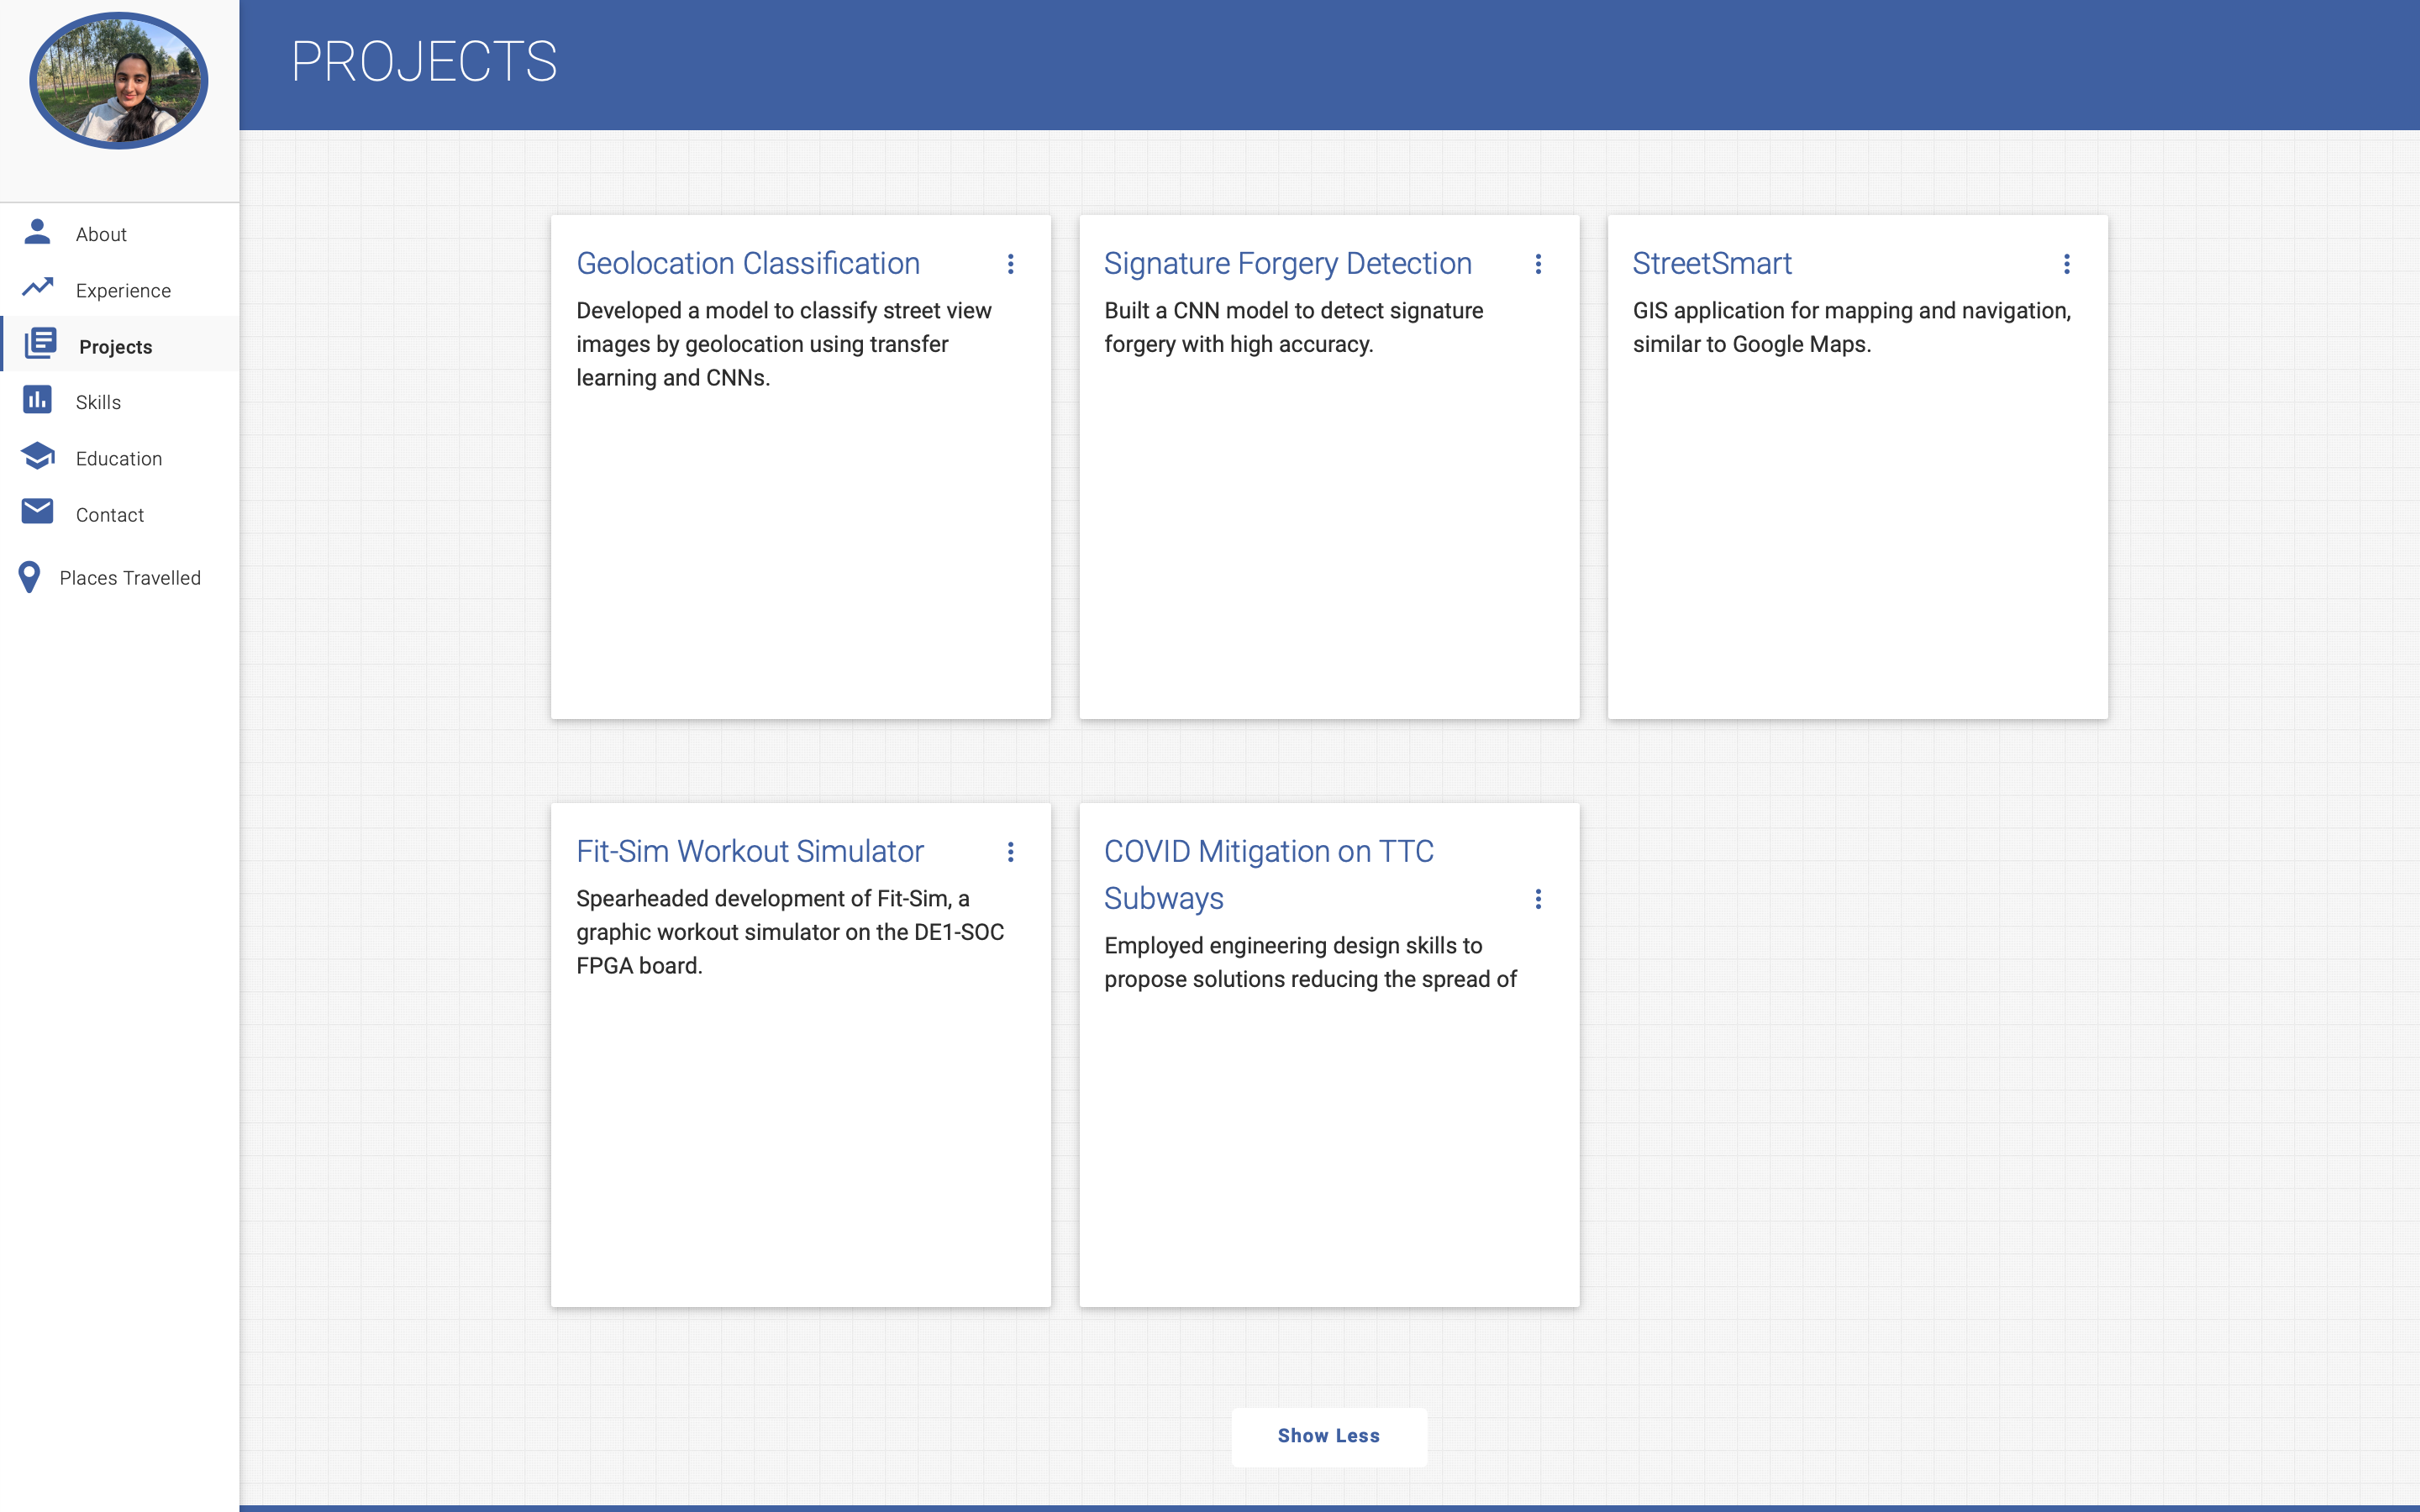 PROJECTS
About
Experience
Projects
Skills
Education
Contact
Places Travelled
Geolocation Classification
Developed a model to classify street view
images by geolocation using transfer
learning and CNNs.
Signature Forgery Detection
Built a CNN model to detect signature
forgery with high accuracy.
StreetSmart
GIS application for mapping and navigation,
similar to Google Maps.
Fit-Sim Workout Simulator
Spearheaded development of Fit-Sim, a
graphic workout simulator on the DE1-SOC
FPGA board.
COVID Mitigation on TTC
Subways
Employed engineering design skills to
propose solutions reducing the spread of
Show Less